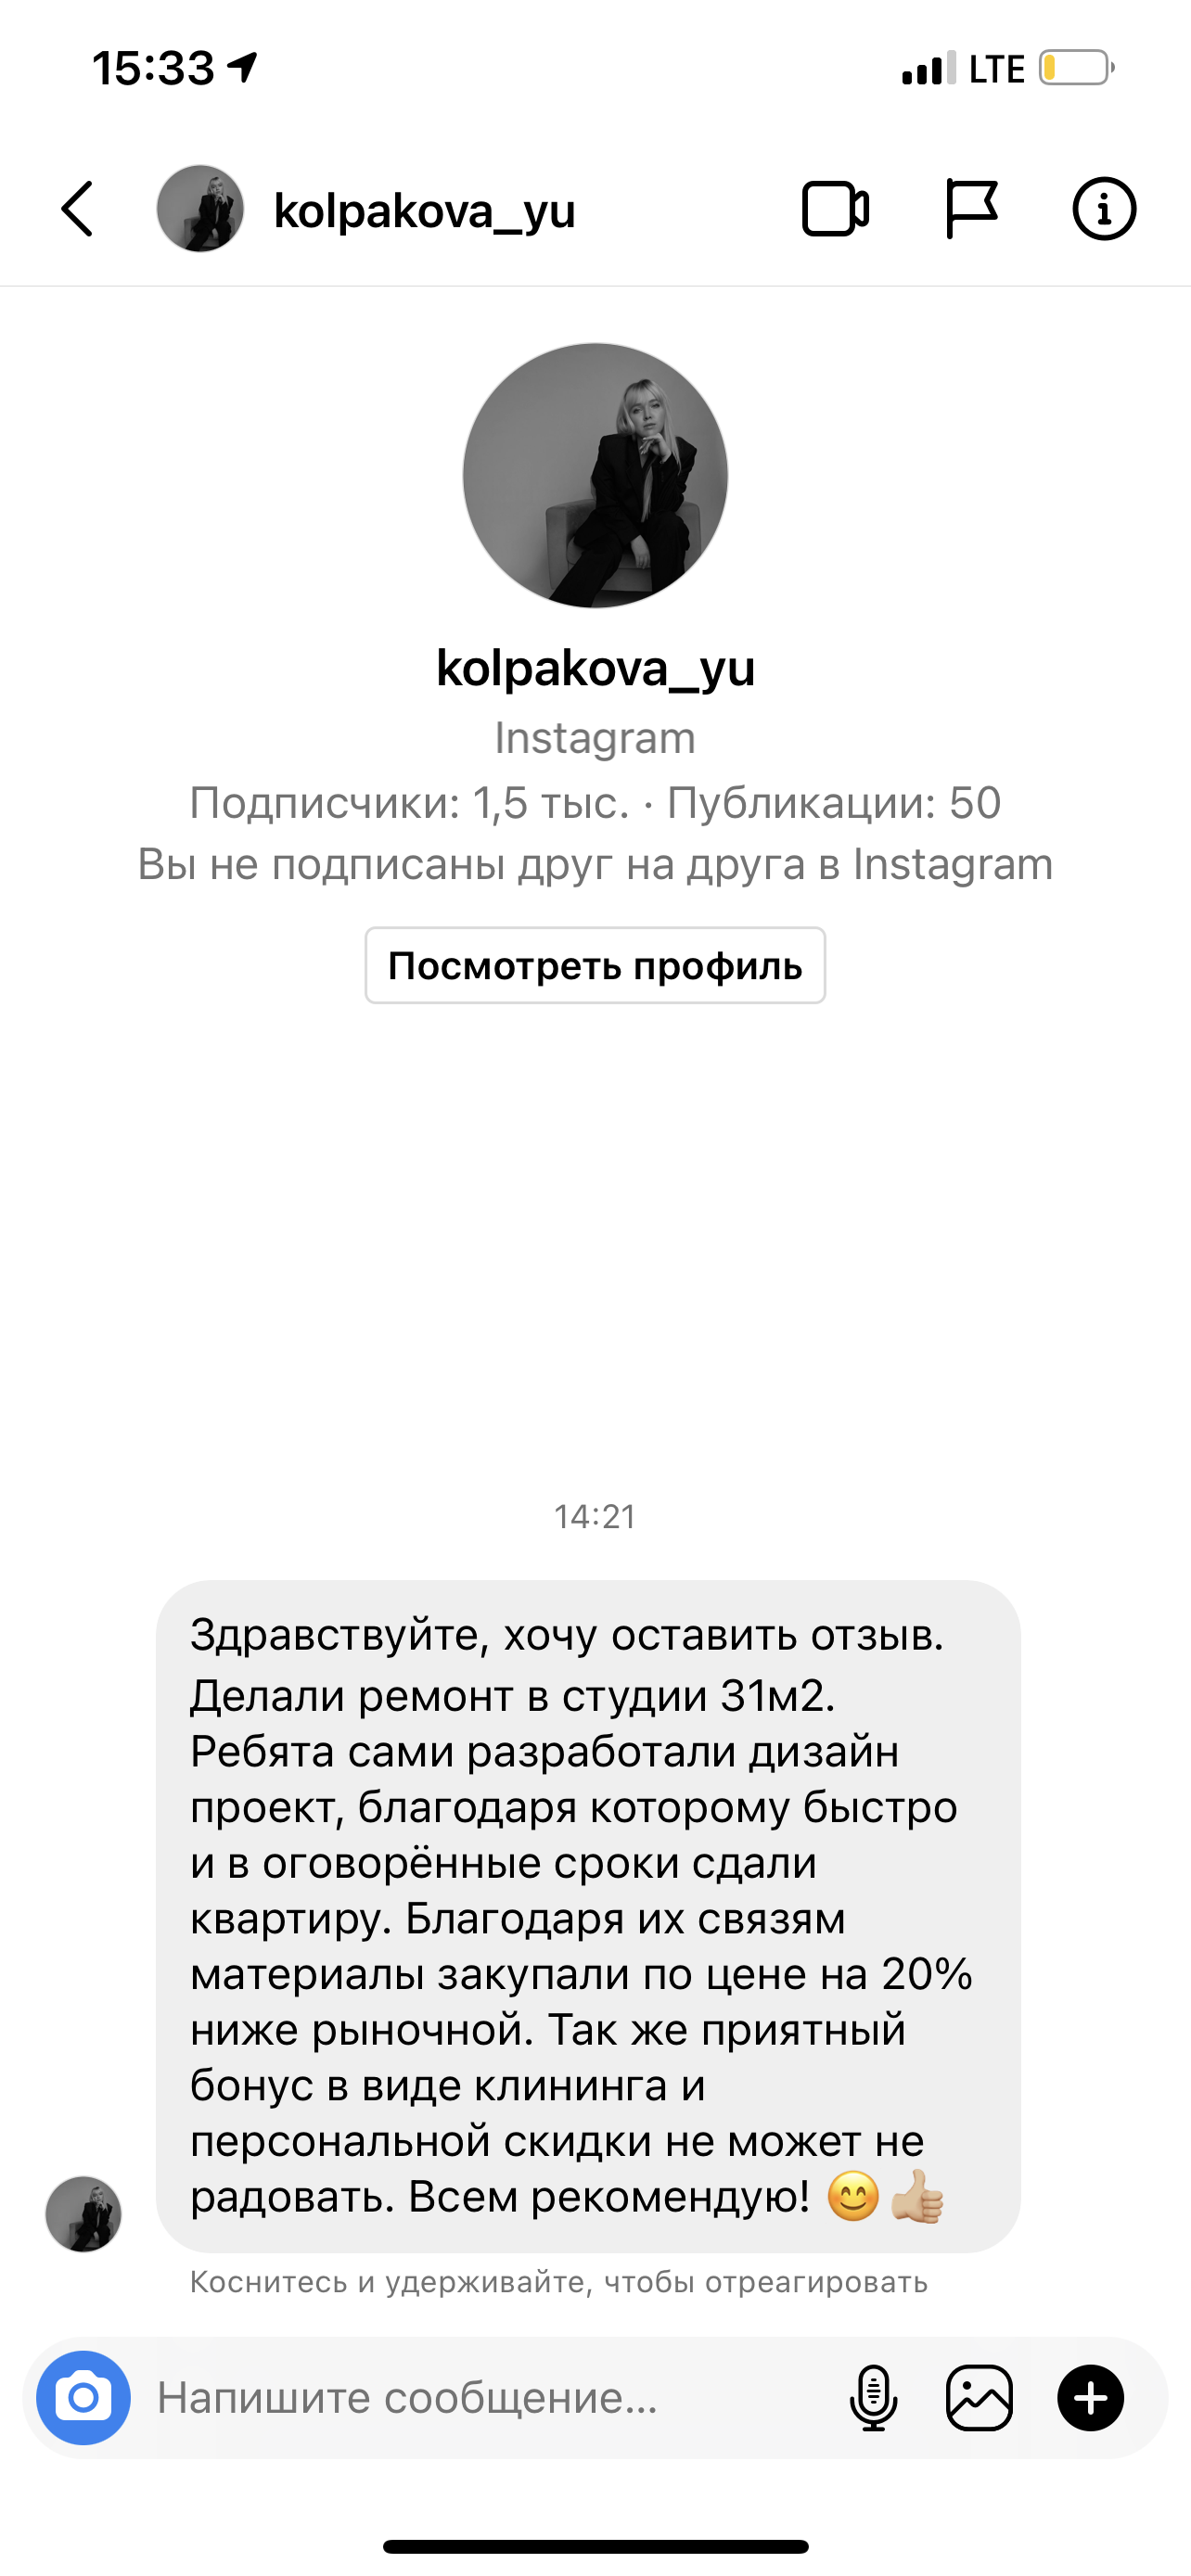 15:33
LTE
kolpakova_yu
kolpakova_yu
Instagram
Подписчики: 1,5 тыс. · Публикации: 50
Вы не подписаны друг на друга в Instagram
Посмотреть профиль
14:21
Здравствуйте, хочу оставить отзыв.
Делали ремонт в студии 31м2.
Ребята сами разработали дизайн
проект, благодаря которому быстро
и в оговорённые сроки сдали
квартиру. Благодаря их связям
материалы закупали по цене на 20%
ниже рыночной. Так же приятный
бонус в виде клининга и
персональной скидки не может не
радовать. Всем рекомендую! 😊👍🏼
Коснитесь и удерживайте, чтобы отреагировать
Напишите сообщение...